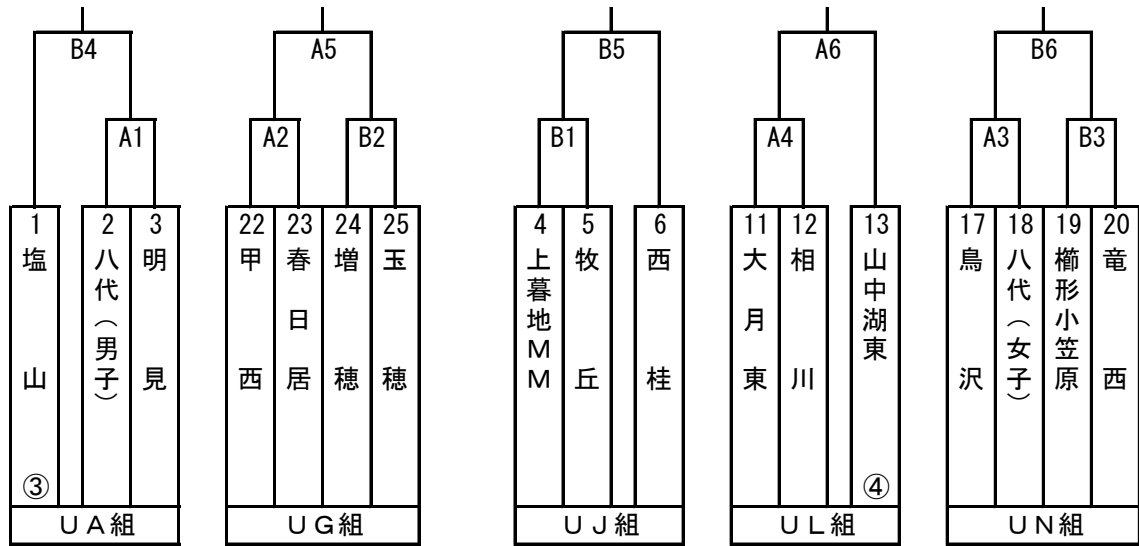 B4 A5 B5 A6 B6
A1 A2 B2 B1 A4 A3 B3
1 2 3 22 23 24 25 4 5 6 11 12 13 17 18 19 20
塩山
八代（男子）
明見
甲西
春日居
増穂
玉穂
上暮地ＭＭ
牧丘
西桂
大月東
相川
山中湖東
鳥沢
八代（女子）
櫛形小笠原
竜西
③ ④
ＵＡ組 ＵＧ組 ＵＪ組 ＵＬ組 ＵＮ組